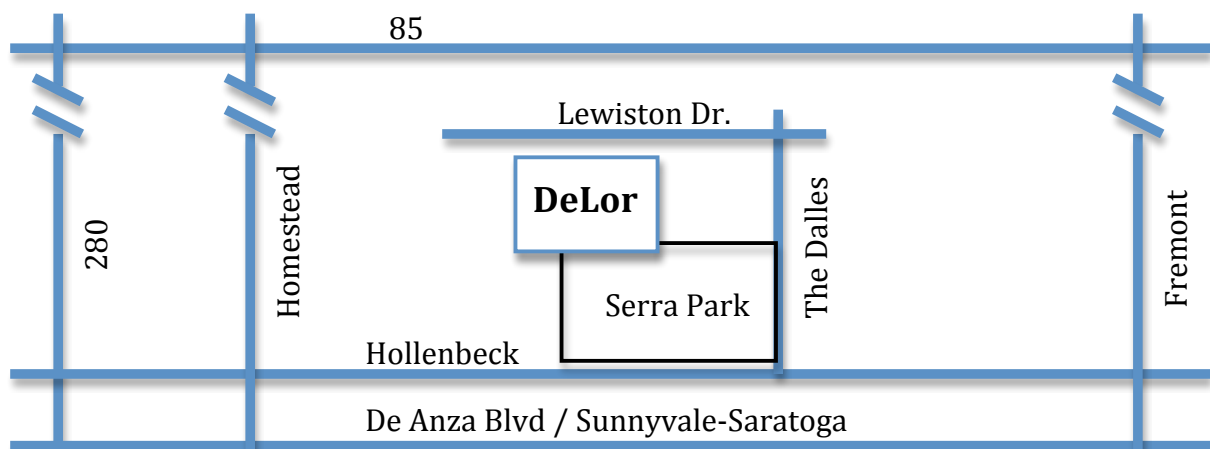 85
Lewiston Dr.
DeLor
280
Homestead
The Dalles
Fremont
Serra Park
Hollenbeck
De Anza Blvd / Sunnyvale-Saratoga